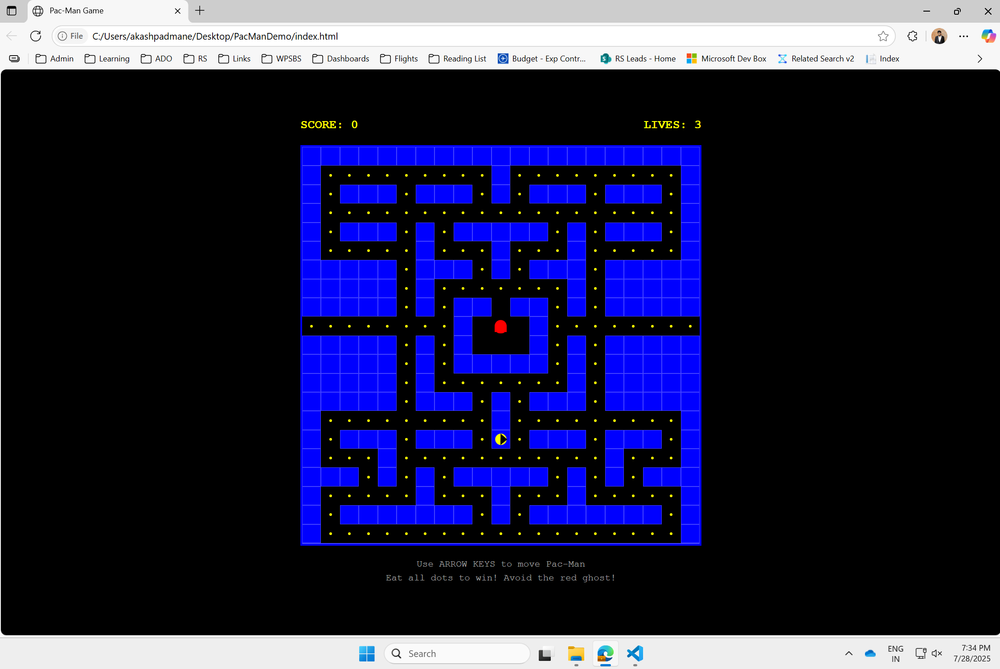 Pac-Man Game
File
C:/Users/akashpadmane/Desktop/PacManDemo/index.html
Admin
Learning
ADO
RS
Links
WPSBS
Dashboards
Flights
Reading List
Budget - Exp Contr...
RS Leads - Home
Microsoft Dev Box
Related Search v2
Index
SCORE: 0
LIVES: 3
Use ARROW KEYS to move Pac-Man
Eat all dots to win! Avoid the red ghost!
Search
ENG
IN
7:34 PM
7/28/2025